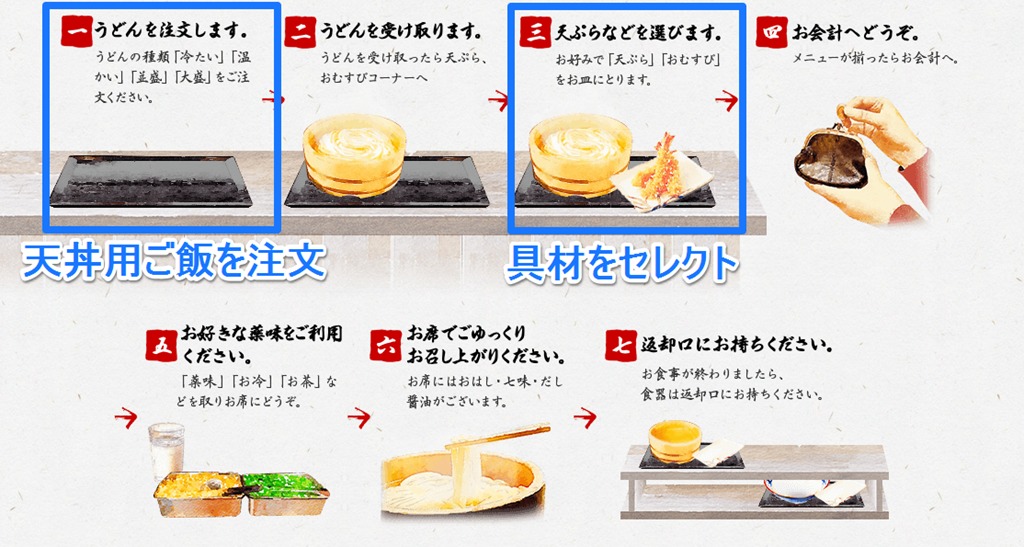 一 うどんを注文します。
うどんの種類「冷たい」「温
かい」「並盛」「大盛」をご注
文ください。
二 うどんを受け取ります。
うどんを受け取ったら天ぷら、
おむすびコーナーへ
三 天ぷらなどを選びます。
お好みで「天ぷら」「おむすび」
をお皿にとります。
四 お会計へどうぞ。
メニューが揃ったらお会計へ。
天丼用ご飯を注文
具材をセレクト
五 お好きな薬味をご利用
ください。
「薬味」「お冷」「お茶」な
どを取りお席にどうぞ。
六 お席でごゆっくり
お召し上がりください。
お席にはおはし・七味・だし
醤油がございます。
七 返却口にお持ちください。
お食事が終わりましたら、
食器は返却口にお持ちください。